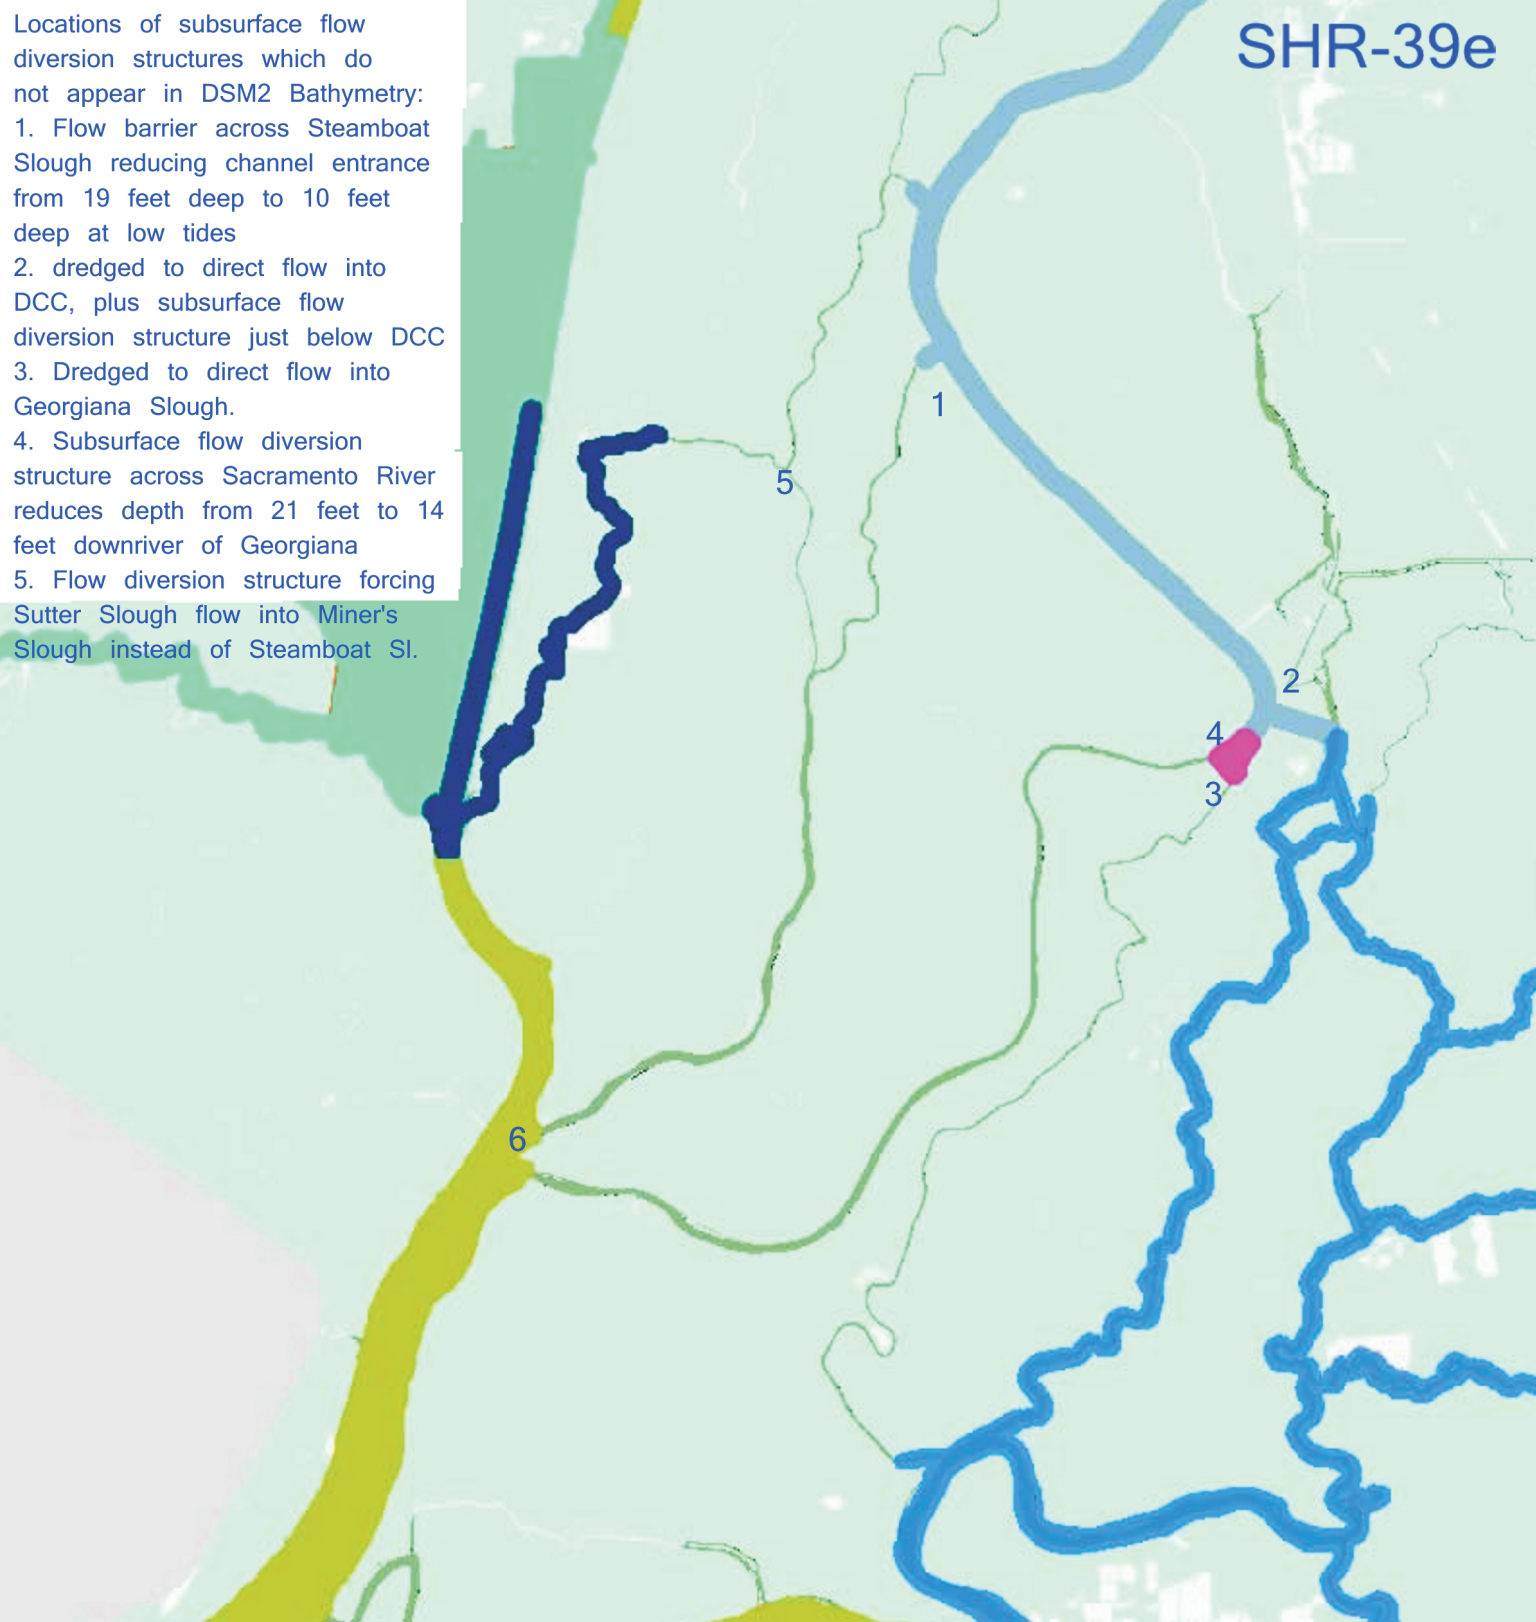 Locations of subsurface flow
diversion structures which do
not appear in DSM2 Bathymetry:
1. Flow barrier across Steamboat
Slough reducing channel entrance
from 19 feet deep to 10 feet
deep at low tides
2. dredged to direct flow into
DCC, plus subsurface flow
diversion structure just below DCC
3. Dredged to direct flow into
Georgiana Slough.
4. Subsurface flow diversion
structure across Sacramento River
reduces depth from 21 feet to 14
feet downriver of Georgiana
5. Flow diversion structure forcing
Sutter Slough flow into Miner's
Slough instead of Steamboat Sl.
SHR-39e
1
5
2
4
3
6